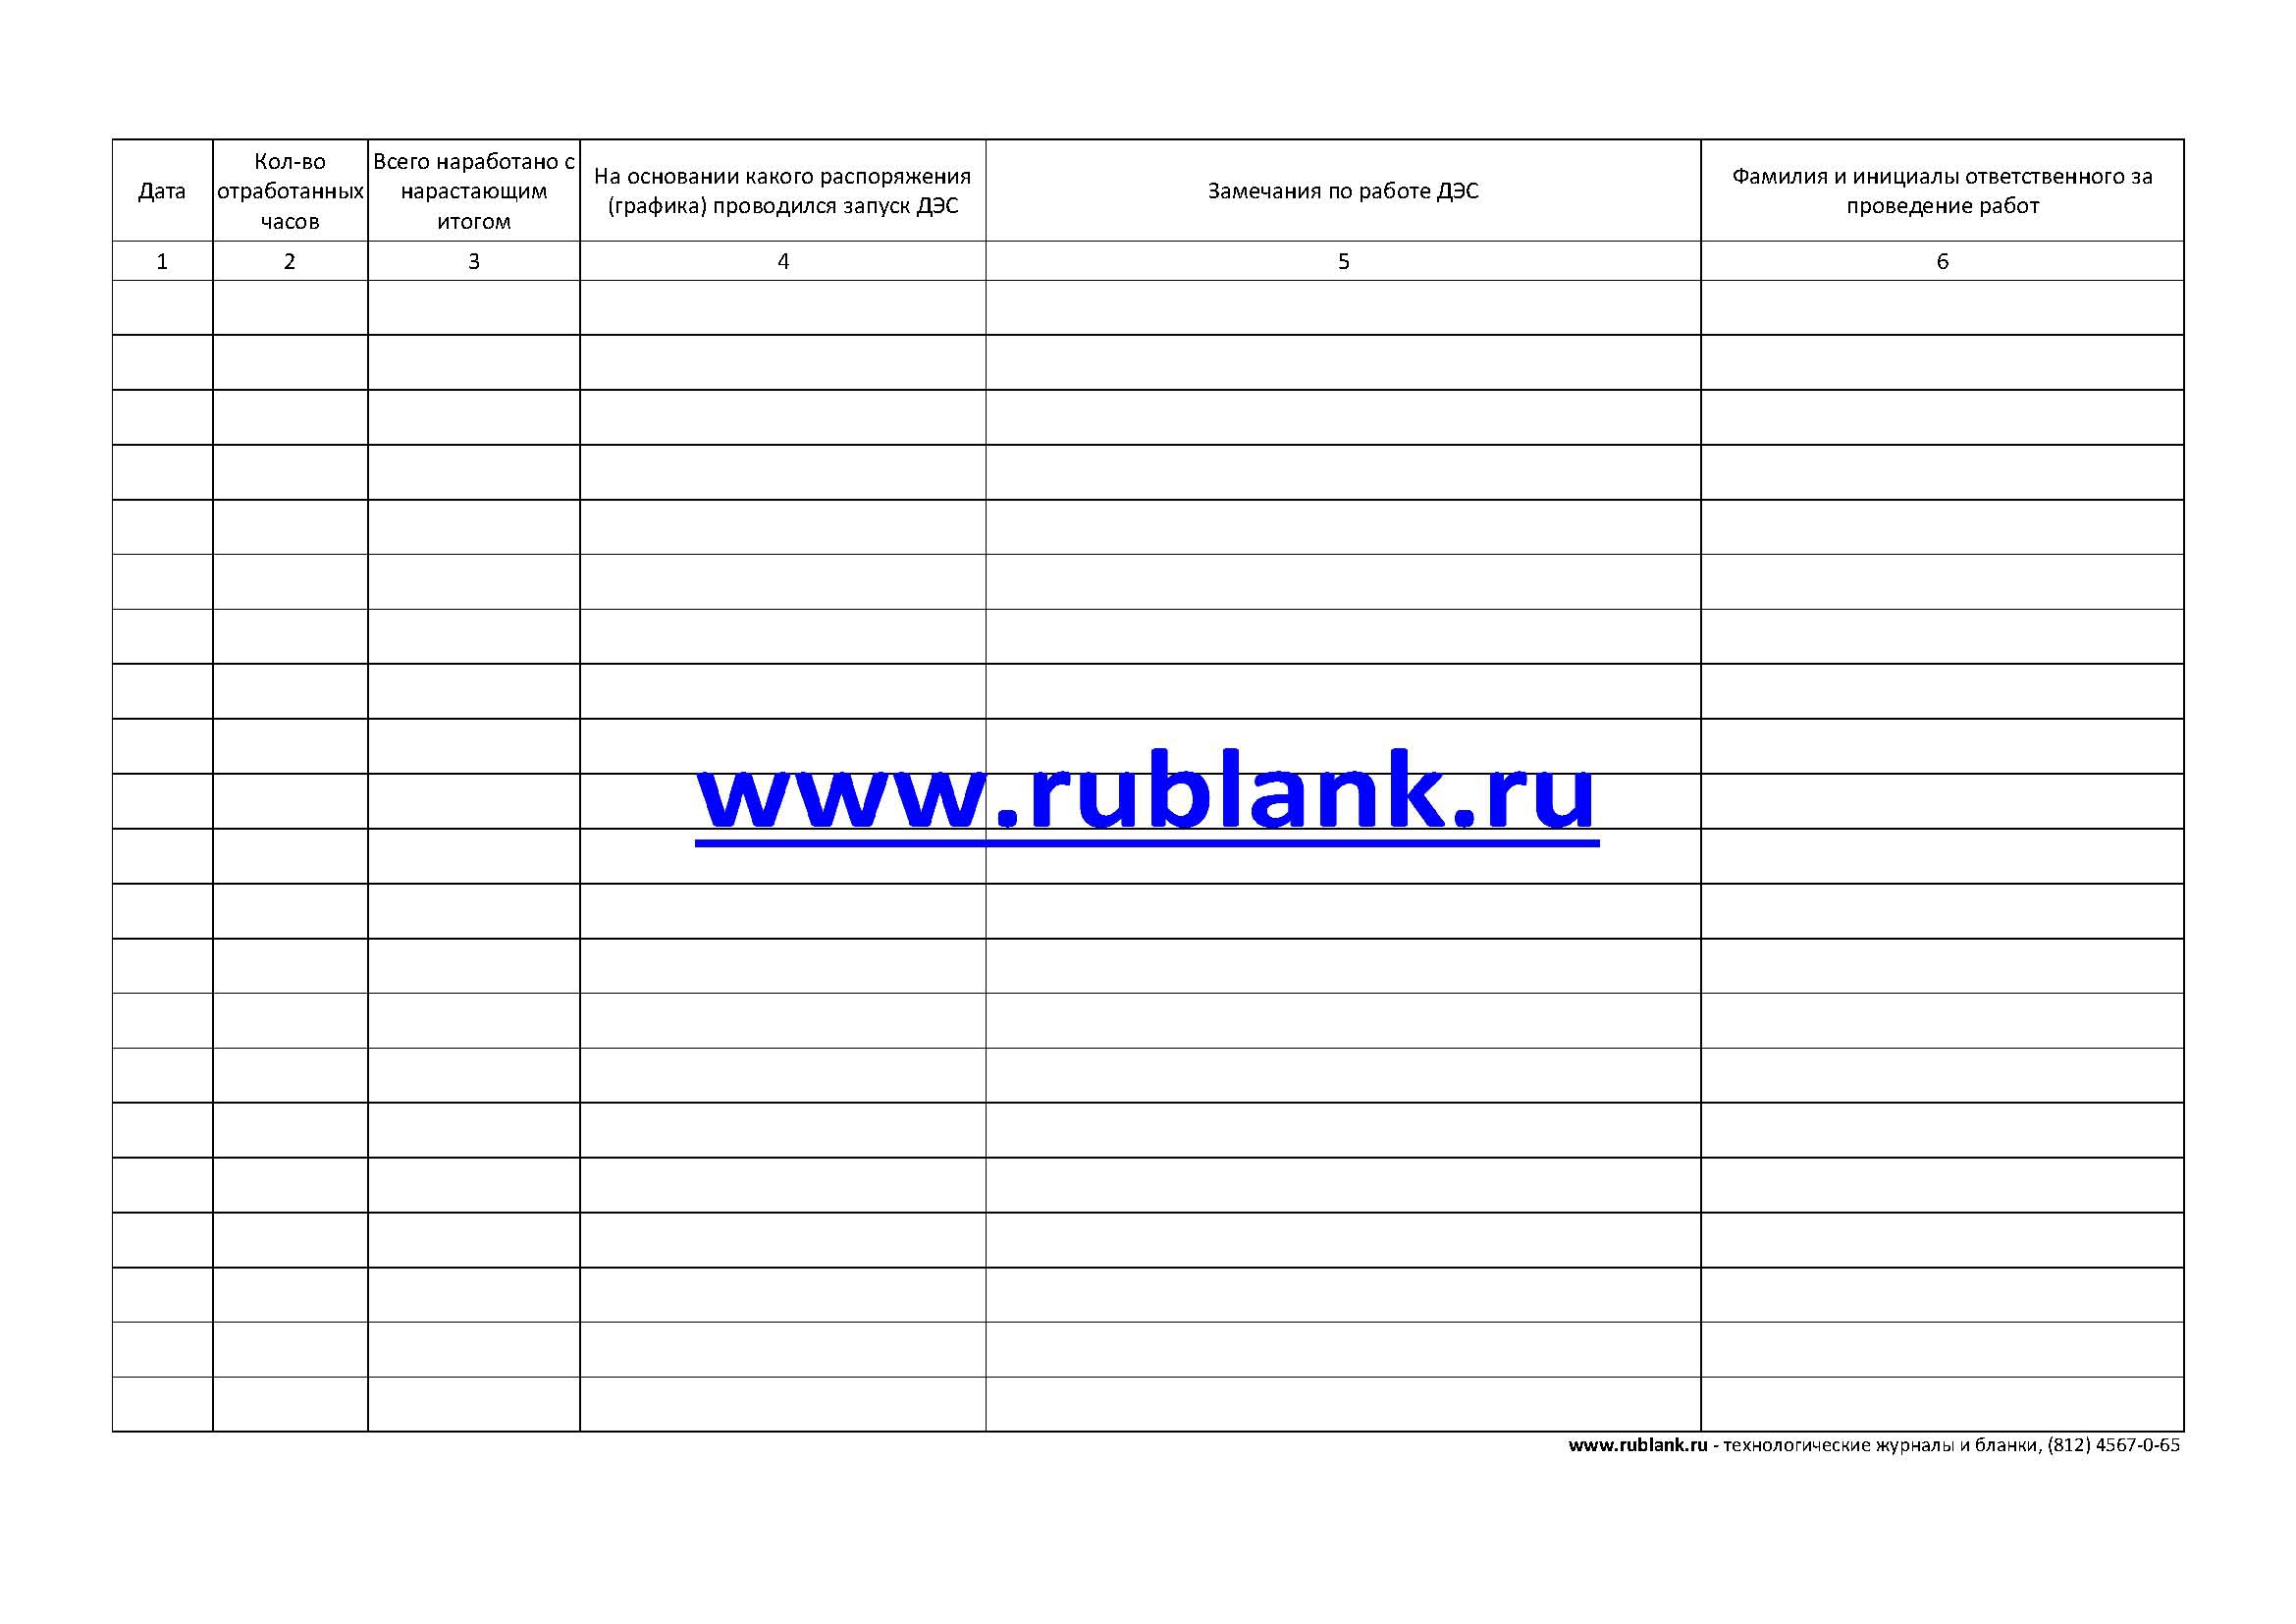 Дата
Кол-во
отработанных
часов
Всего наработано с
нарастающим
итогом
На основании какого распоряжения
(графика) проводился запуск ДЭС
Замечания по работе ДЭС
Фамилия и инициалы ответственного за
проведение работ
1 2 3 4 5 6
www.rublank.ru
www.rublank.ru - технологические журналы и бланки, (812) 4567-0-65